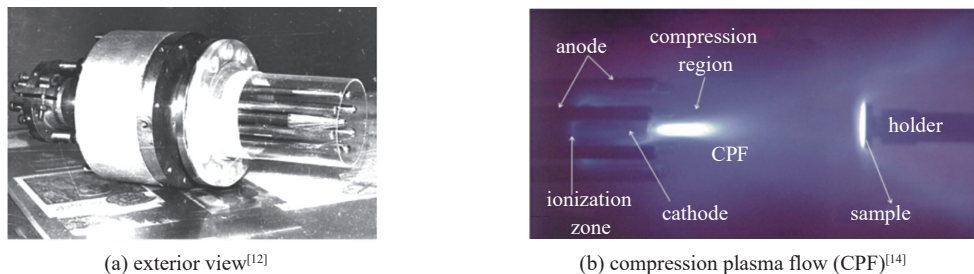 anode
compression
region
holder
CPF
ionization
zone
cathode
sample
(a) exterior view[12]
(b) compression plasma flow (CPF)[14]